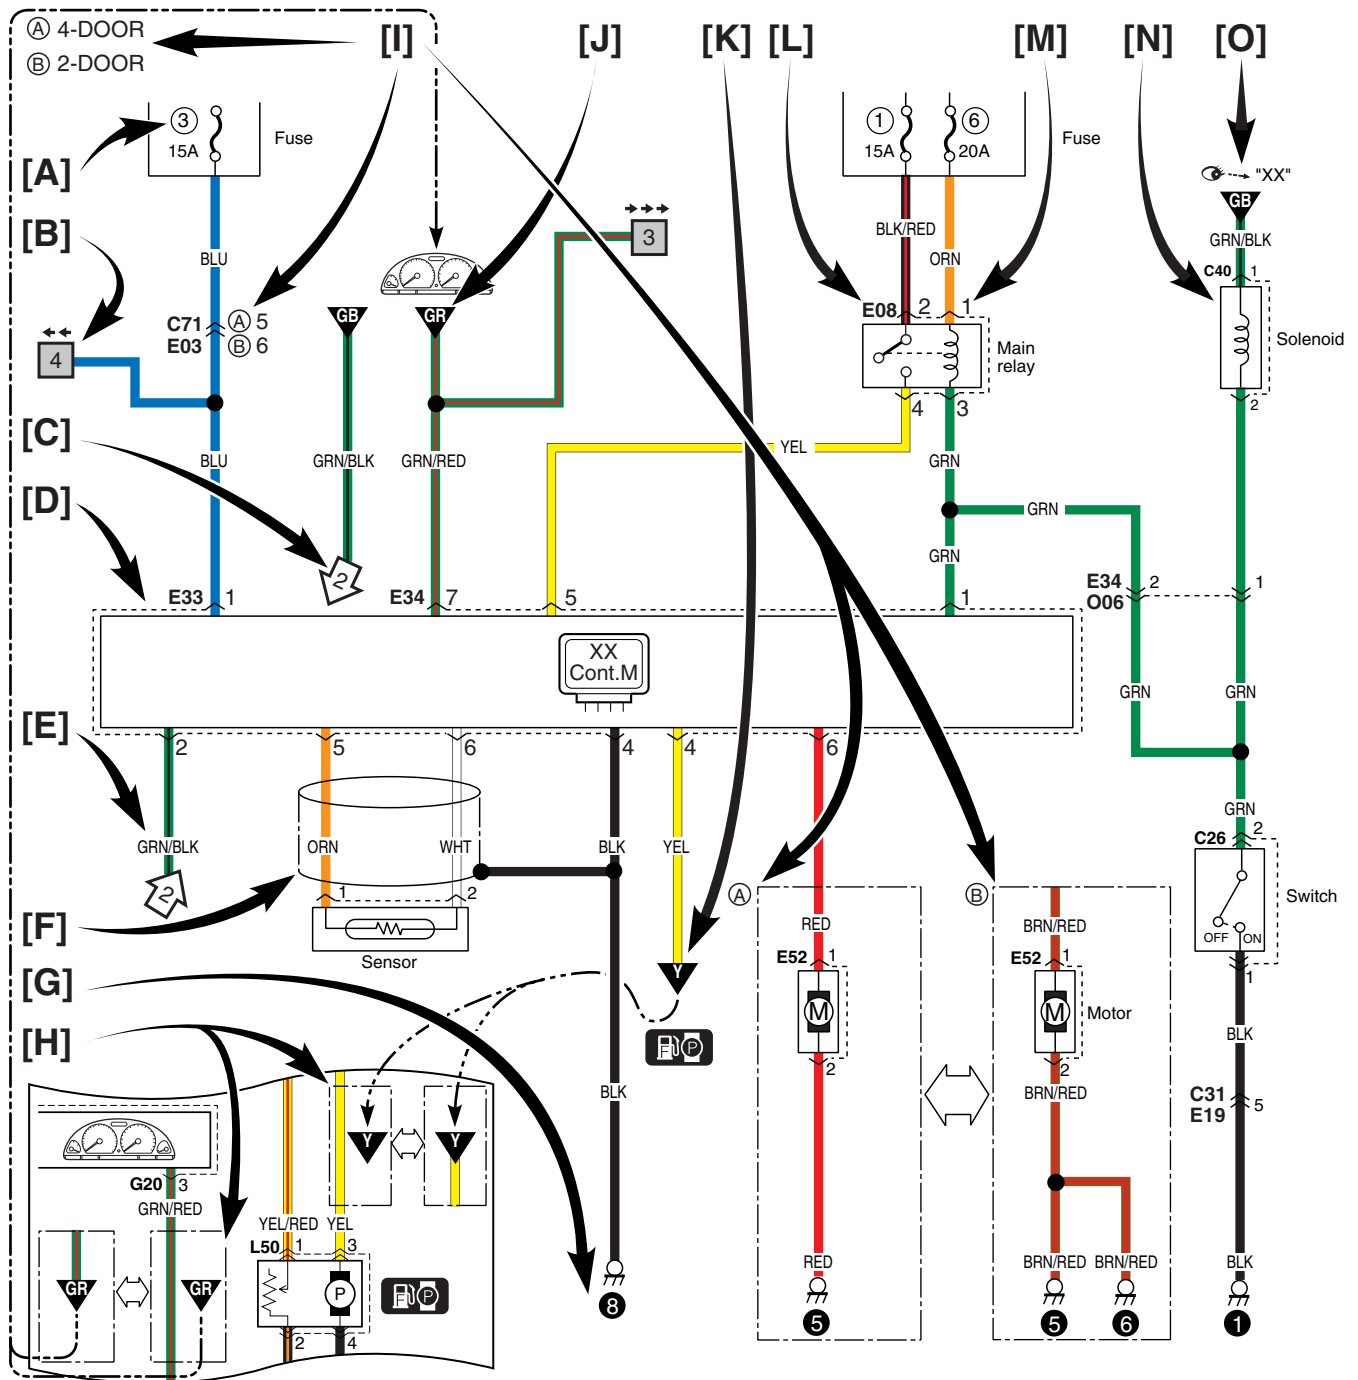 Ⓐ 4-DOOR
Ⓑ 2-DOOR
[I] [J] [K] [L] [M] [N] [O]
[A]
③
15A
Fuse
①
15A
⑥
20A
Fuse
"XX"
GB
[B]
3
BLU
BLK/RED
ORN
GRN/BLK
C40 1
C71 Ⓐ 5
E03 Ⓑ 6
GB
GR
E08 2 1
4
Main
relay
Solenoid
4 3
2
[C]
BLU
GRN/BLK
GRN/RED
YEL
GRN
[D]
GRN
GRN
2
E33 1
E34 7
5
1
E34 2 1
O06
XX
Cont.M
GRN
GRN
[E]
2 5 6 4 4 6
GRN
GRN/BLK
ORN
WHT
BLK
YEL
C26 2
2
1 2
Ⓐ
Ⓑ
Switch
OFF ON
[F]
RED
BRN/RED
Sensor
E52 1
E52 1
1
[G]
Y
M
M
Motor
[H]
F P
BLK
2
2
BLK
BRN/RED
C31
E19 5
Y
Y
G20 3
GRN/RED
YEL/RED YEL
L50 1 3
GR
GR
P
F P
2 4
8
RED
5
BRN/RED BRN/RED
5 6
BLK
1